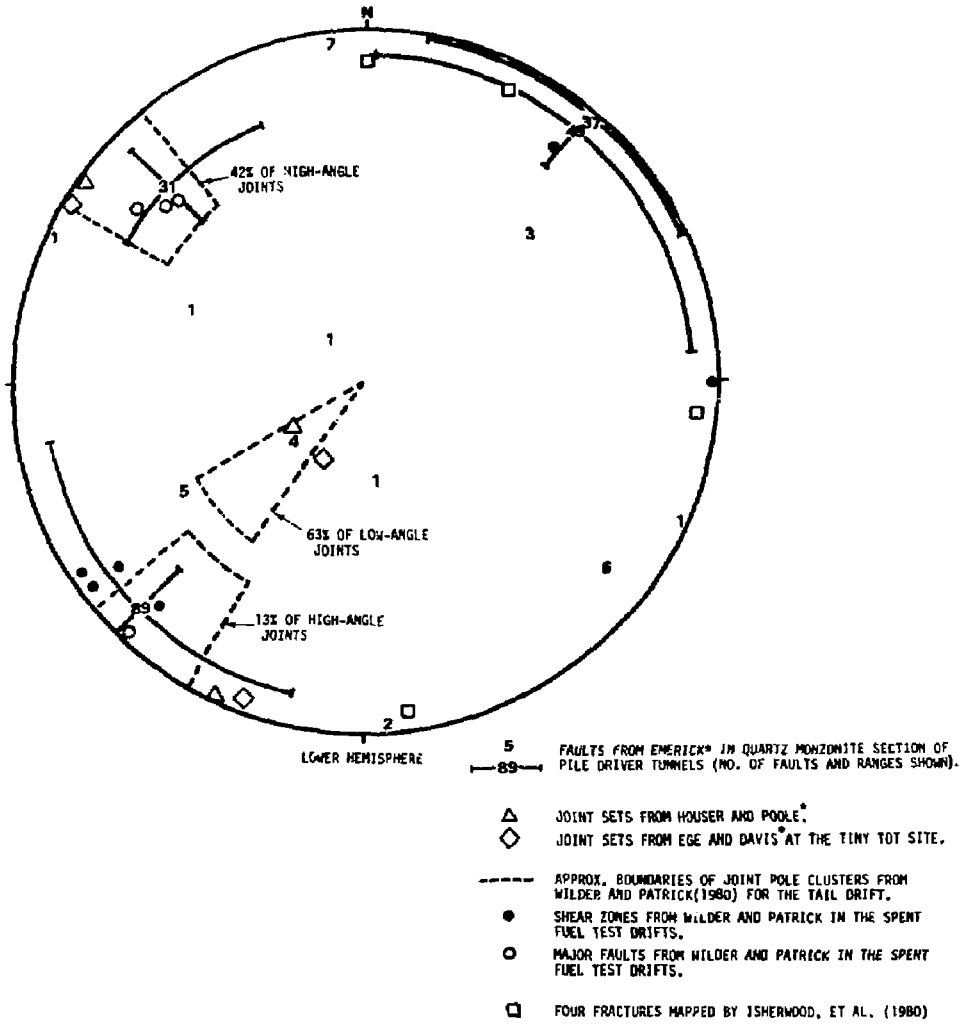 N
7
37
42% OF HIGH-ANGLE
JOINTS
31
3
1
1
1
4
5
1
63% OF LOW-ANGLE
JOINTS
1
6
89
13% OF HIGH-ANGLE
JOINTS
2
LOWER HEMISPHERE
5
89
FAULTS FROM EMERICK* IN QUARTZ MONZONITE SECTION OF
PILE DRIVER TUNNELS (NO. OF FAULTS AND RANGES SHOWN).
JOINT SETS FROM HOUSER AND POOLE*.
JOINT SETS FROM EGE AND DAVIS* AT THE TINY TOT SITE.
APPROX. BOUNDARIES OF JOINT POLE CLUSTERS FROM
WILDER AND PATRICK(1980) FOR THE TAIL DRIFT.
SHEAR ZONES FROM WILDER AND PATRICK IN THE SPENT
FUEL TEST DRIFTS.
MAJOR FAULTS FROM WILDER AND PATRICK IN THE SPENT
FUEL TEST DRIFTS.
FOUR FRACTURES MAPPED BY ISHERWOOD, ET AL. (1980)